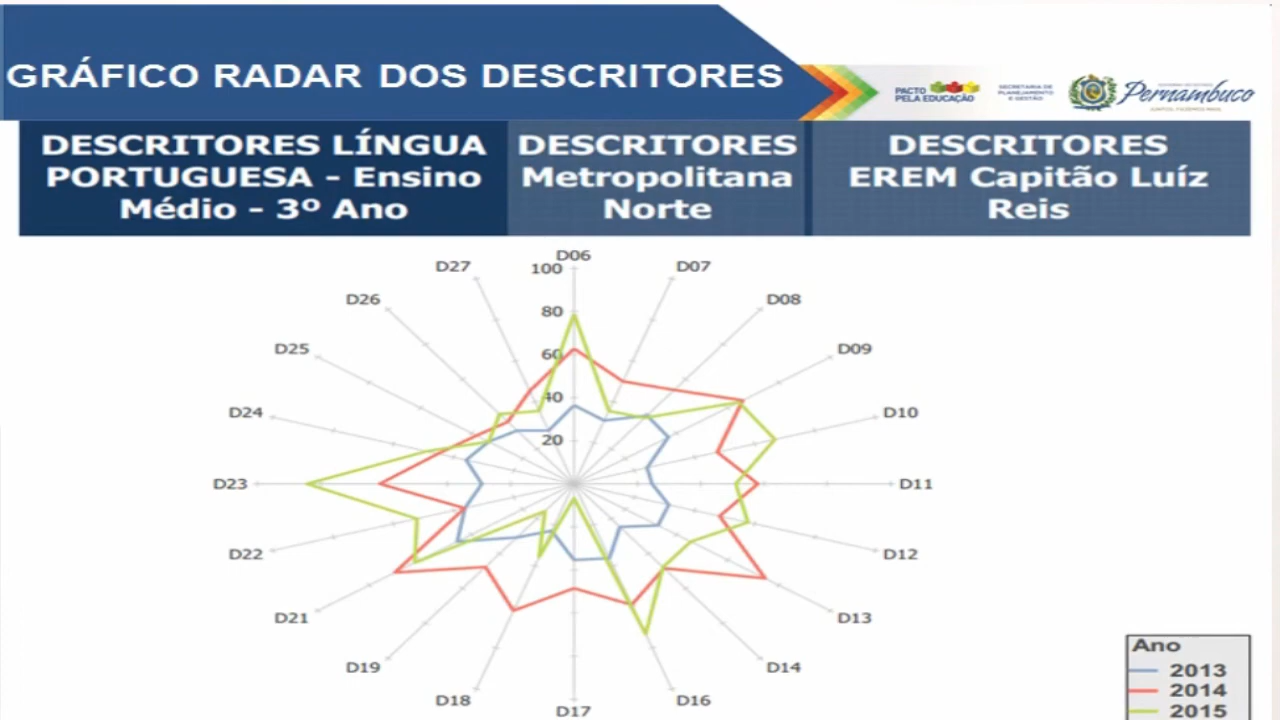 GRÁFICO RADAR DOS DESCRITORES
PACTO
PELA EDUCAÇÃO
SECRETARIA DE
PLANEJAMENTO
E GESTÃO
Pernambuco
DESCRITORES LÍNGUA
PORTUGUESA - Ensino
Médio - 3º Ano
DESCRITORES
Metropolitana
Norte
DESCRITORES
EREM Capitão Luíz
Reis
D06
D27
100
D07
D26
80
D08
D25
60
D09
D24
40
D10
20
D23
D11
D22
D12
D21
D13
D19
D14
D18
D16
D17
Ano
2013
2014
2015